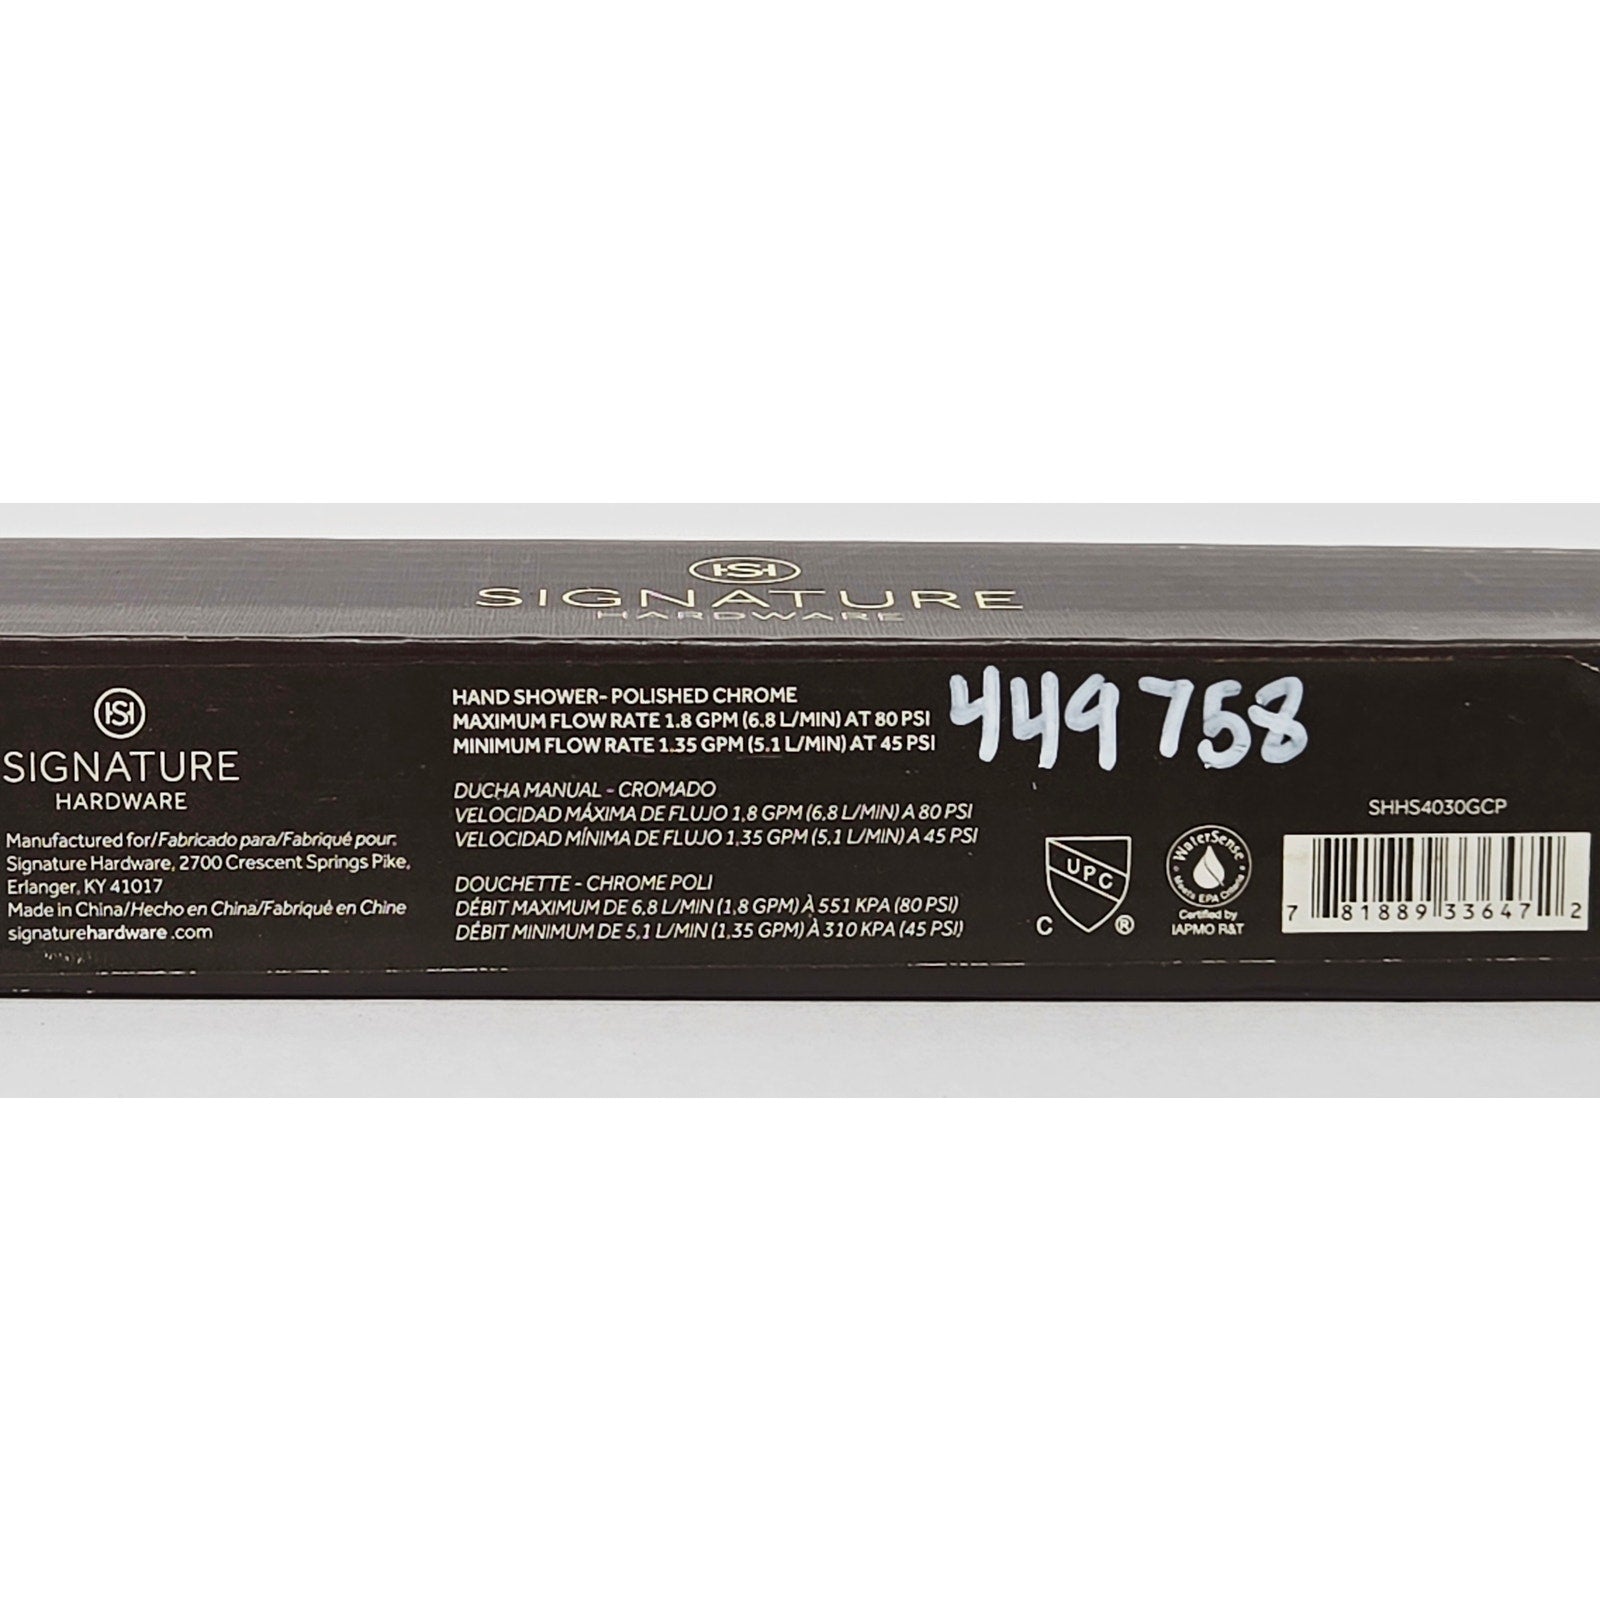 SIGNATURE
HARDWARE
SIGNATURE
HARDWARE
Manufactured for/Fabricado para/Fabriqué pour:
Signature Hardware, 2700 Crescent Springs Pike,
Erlanger, KY 41017
Made in China/Hecho en China/Fabriqué en Chine
signaturehardware.com
HAND SHOWER- POLISHED CHROME
MAXIMUM FLOW RATE 1.8 GPM (6.8 L/MIN) AT 80 PSI
MINIMUM FLOW RATE 1.35 GPM (5.1 L/MIN) AT 45 PSI
DUCHA MANUAL - CROMADO
VELOCIDAD MÁXIMA DE FLUJO 1,8 GPM (6,8 L/MIN) A 80 PSI
VELOCIDAD MÍNIMA DE FLUJO 1,35 GPM (5,1 L/MIN) A 45 PSI
DOUCHETTE - CHROME POLI
DÉBIT MAXIMUM DE 6,8 L/MIN (1,8 GPM) À 551 KPA (80 PSI)
DÉBIT MINIMUM DE 5,1 L/MIN (1,35 GPM) À 310 KPA (45 PSI)
449758
UPC
C ®
WaterSense
Meets EPA Criteria
Certified by
IAPMO R&T
SHHS4030GCP
7 81889 33647 2